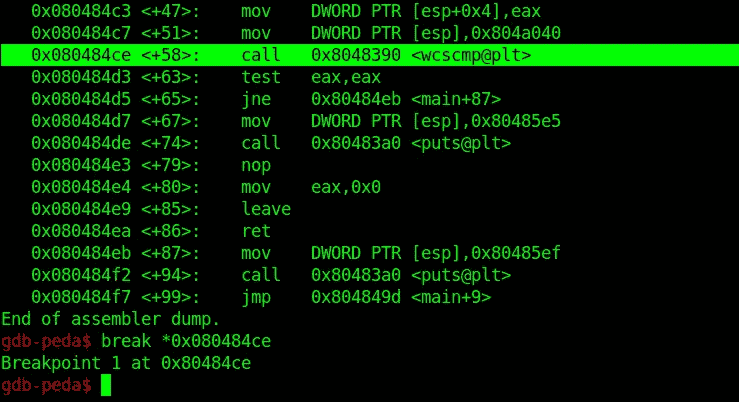 0x080484c3 <+47>:    mov    DWORD PTR [esp+0x4],eax
0x080484c7 <+51>:    mov    DWORD PTR [esp],0x804a040
0x080484ce <+58>:    call   0x8048390 <wcscmp@plt>
0x080484d3 <+63>:    test   eax,eax
0x080484d5 <+65>:    jne    0x80484eb <main+87>
0x080484d7 <+67>:    mov    DWORD PTR [esp],0x80485e5
0x080484de <+74>:    call   0x80483a0 <puts@plt>
0x080484e3 <+79>:    nop
0x080484e4 <+80>:    mov    eax,0x0
0x080484e9 <+85>:    leave
0x080484ea <+86>:    ret
0x080484eb <+87>:    mov    DWORD PTR [esp],0x80485ef
0x080484f2 <+94>:    call   0x80483a0 <puts@plt>
0x080484f7 <+99>:    jmp    0x804849d <main+9>
End of assembler dump.
gdb-peda$ break *0x080484ce
Breakpoint 1 at 0x80484ce
gdb-peda$